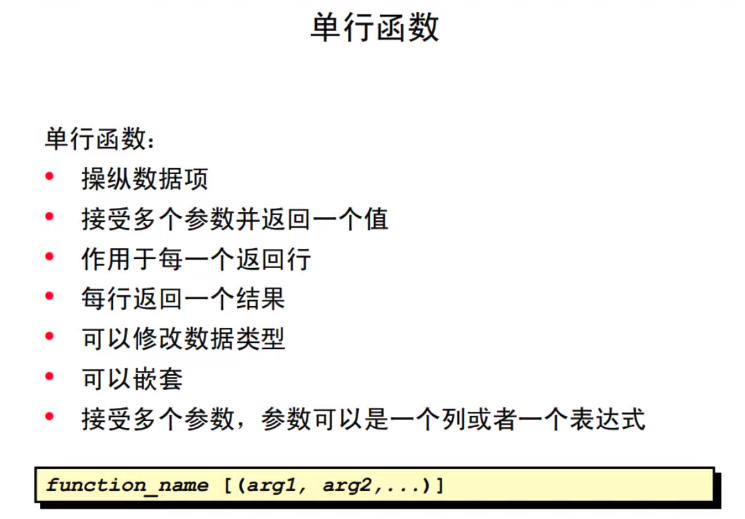 单行函数
单行函数:
• 操纵数据项
• 接受多个参数并返回一个值
• 作用于每一个返回行
• 每行返回一个结果
• 可以修改数据类型
• 可以嵌套
• 接受多个参数，参数可以是一个列或者一个表达式
function_name [(arg1, arg2,...)]